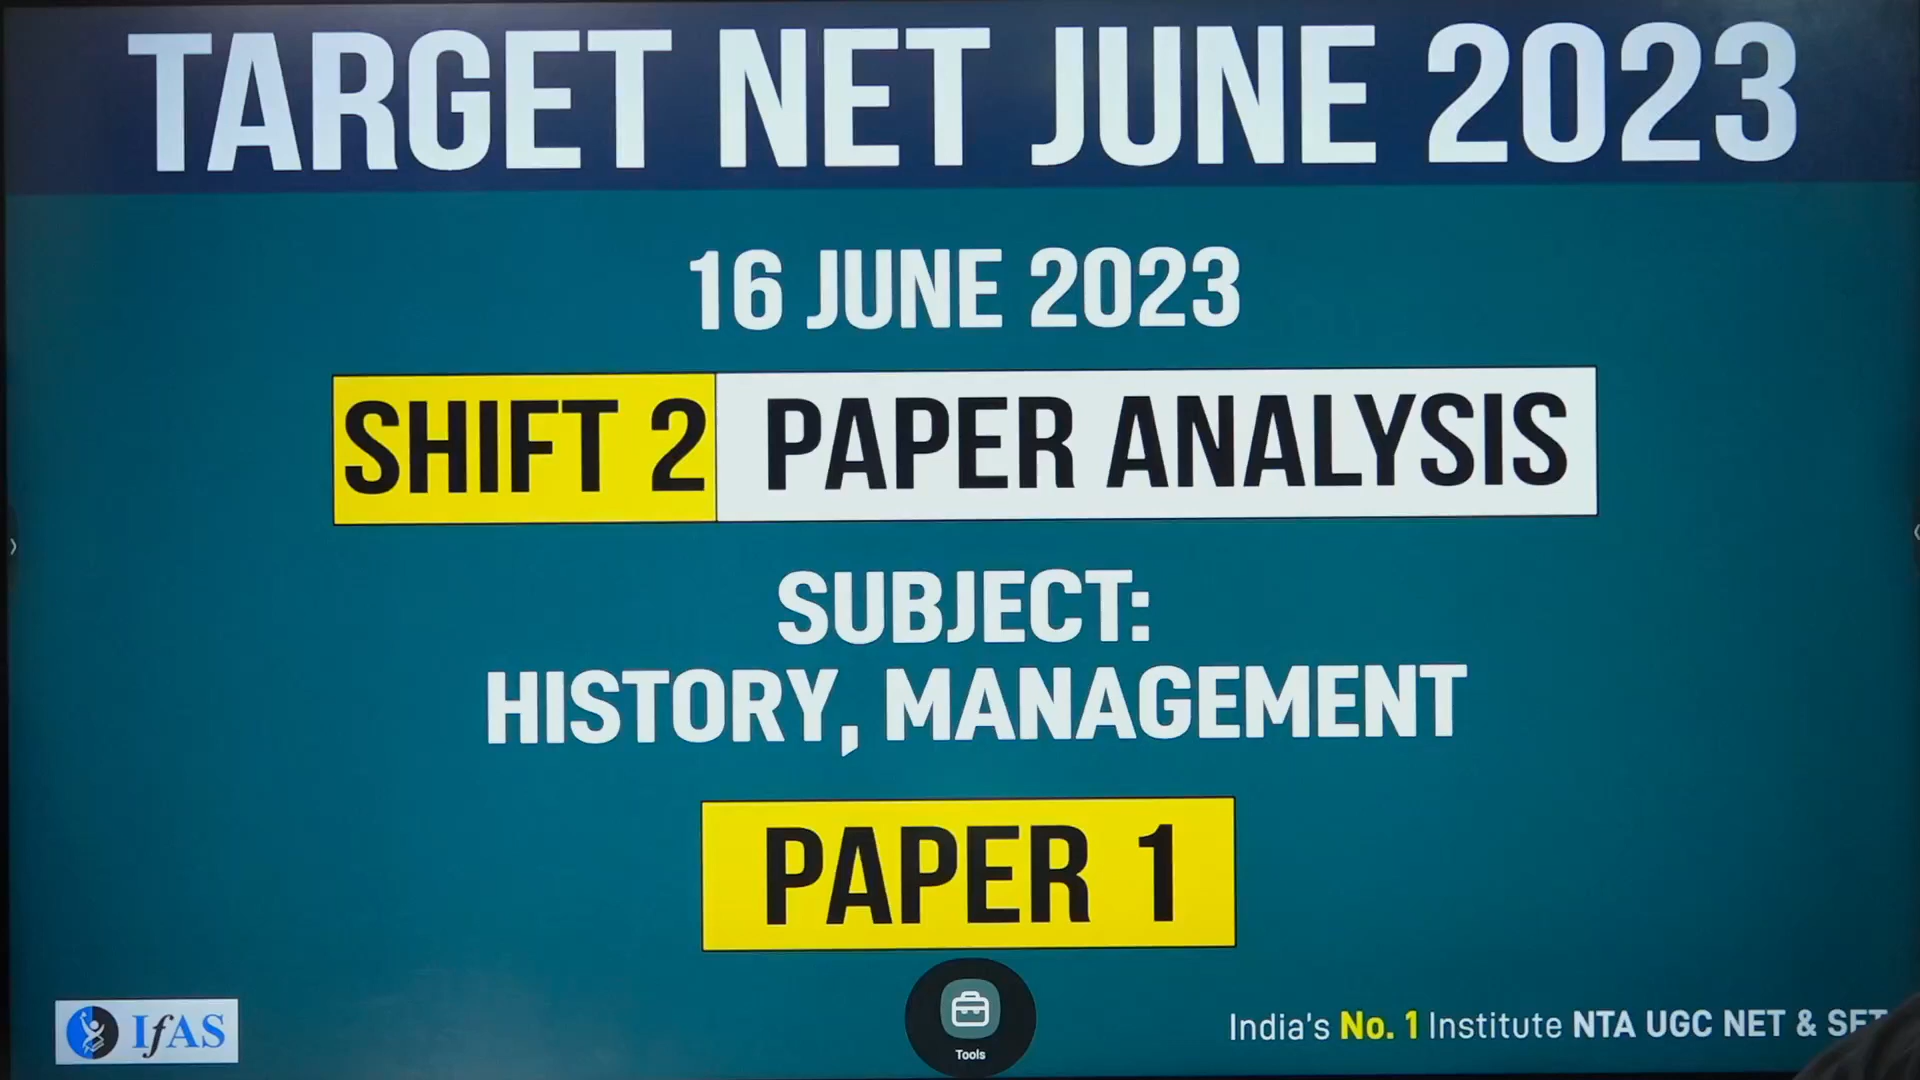 TARGET NET JUNE 2023
16 JUNE 2023
SHIFT 2 PAPER ANALYSIS
SUBJECT:
HISTORY, MANAGEMENT
PAPER 1
Tools
IfAS
India's No. 1 Institute NTA UGC NET & SET